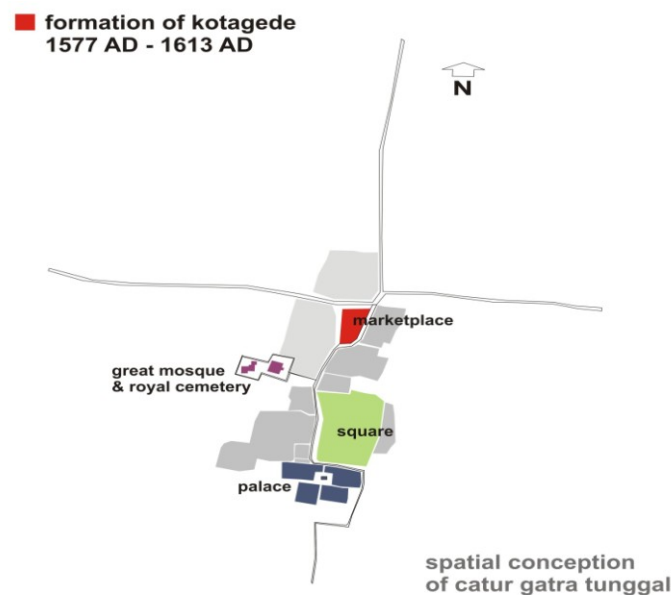 formation of kotagede
1577 AD - 1613 AD
N
marketplace
great mosque
& royal cemetery
square
palace
spatial conception
of catur gatra tunggal